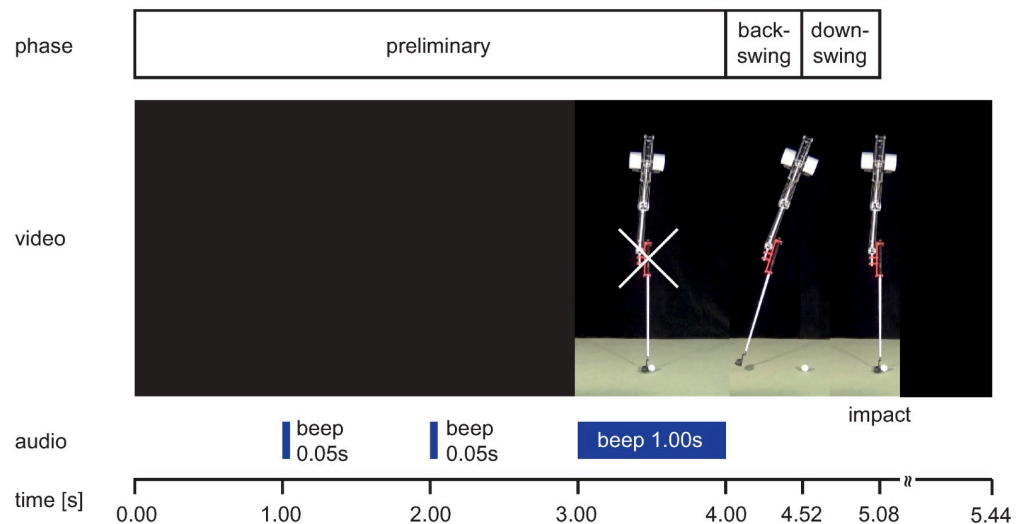 phase
preliminary
back-
swing
down-
swing
video
impact
audio
beep
0.05s
beep
0.05s
beep 1.00s
time [s]
0.00
1.00
2.00
3.00
4.00
4.52
5.08
5.44